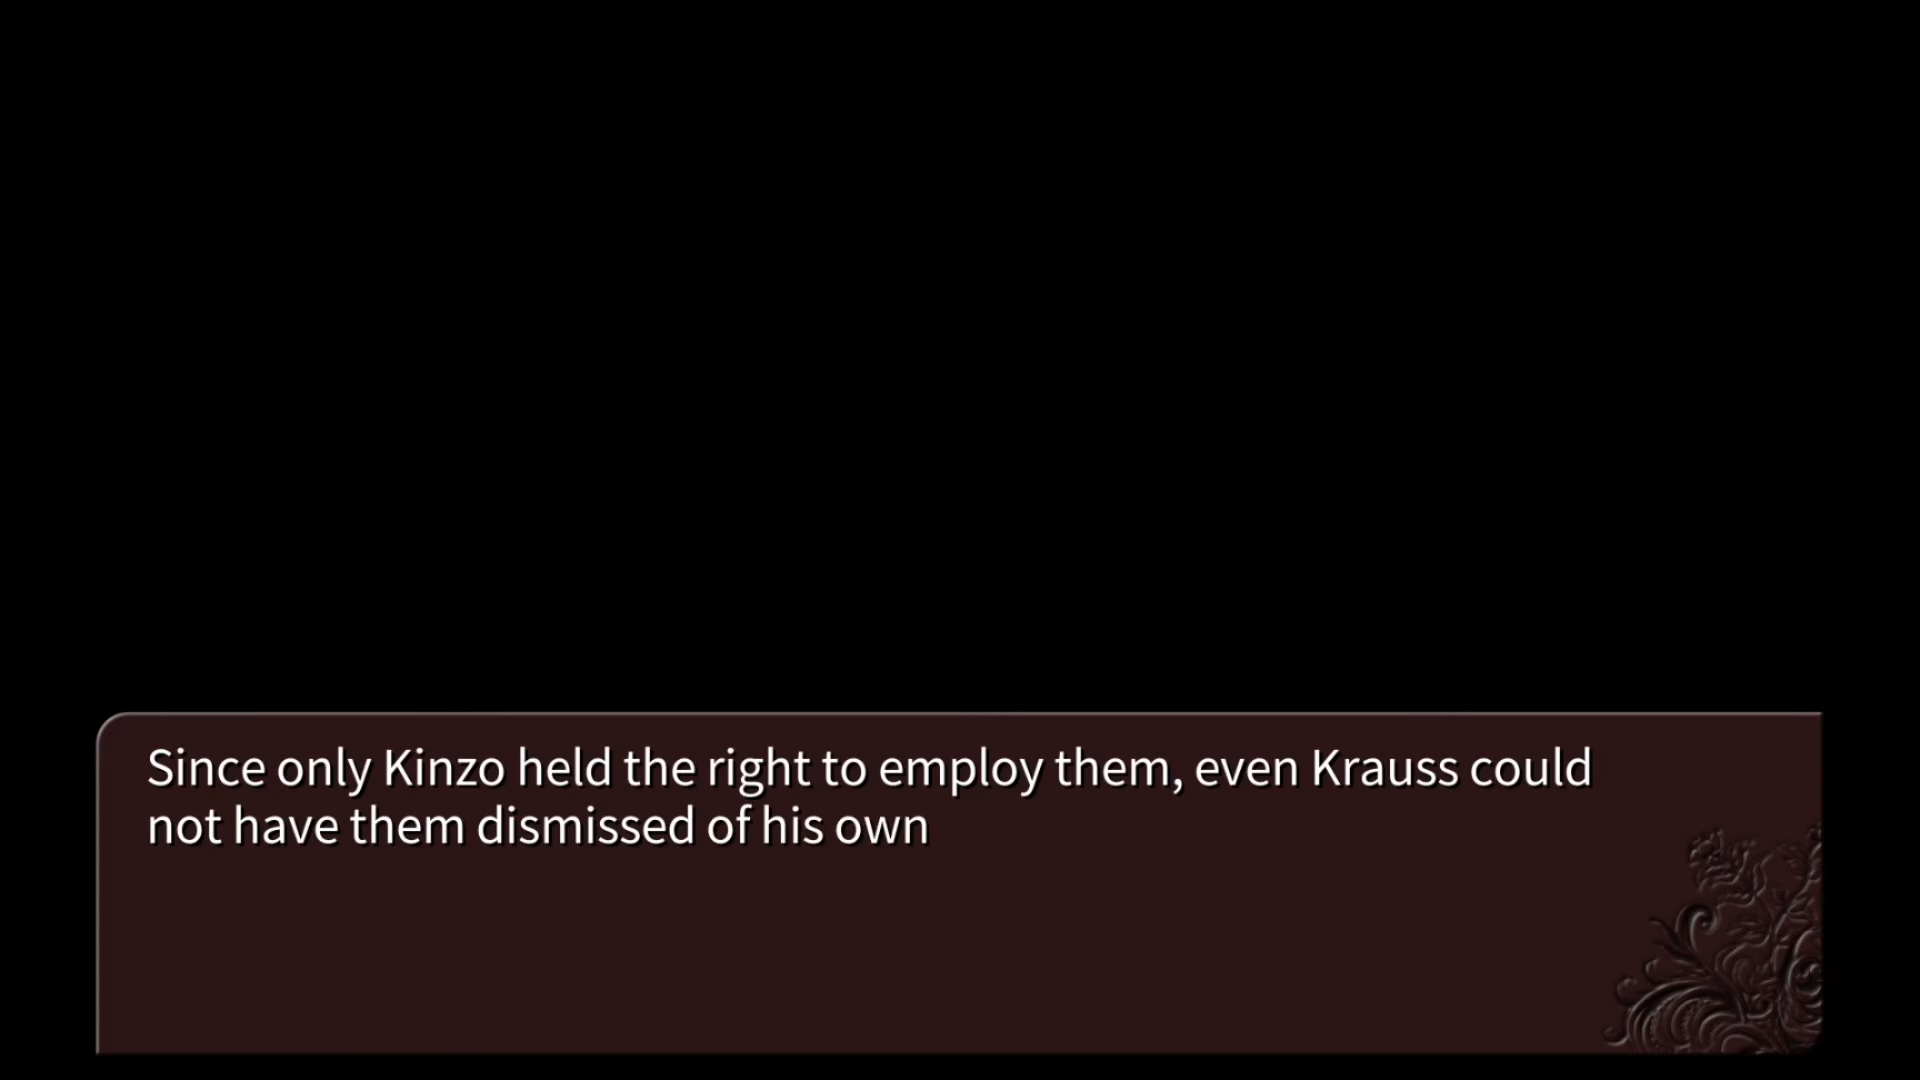 Since only Kinzo held the right to employ them, even Krauss could
not have them dismissed of his own